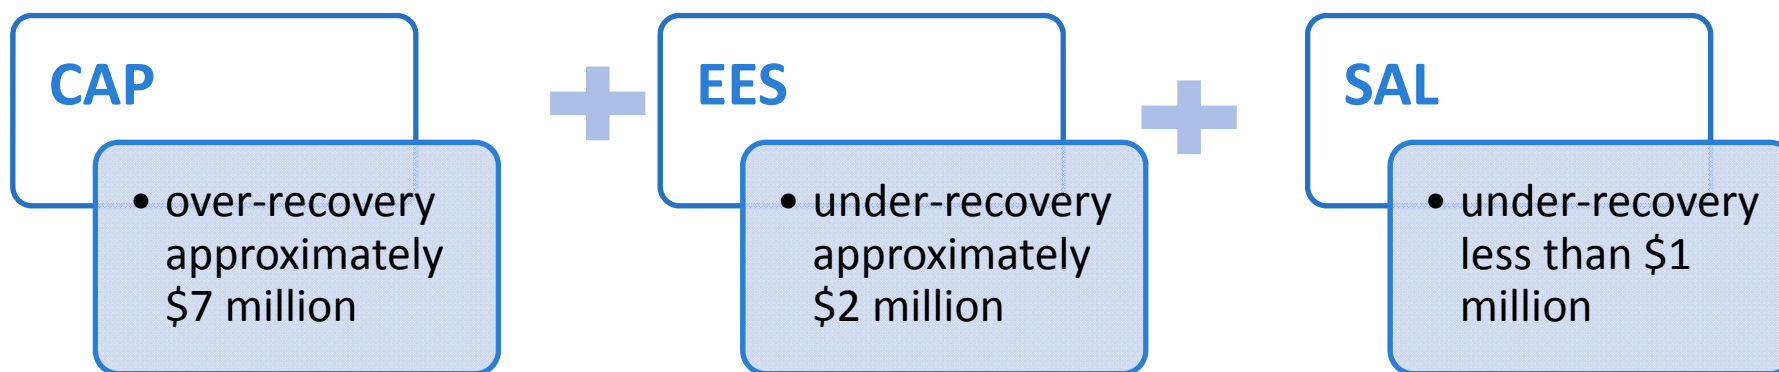 CAP
• over-recovery
approximately
$7 million
EES
• under-recovery
approximately
$2 million
SAL
• under-recovery
less than $1
million